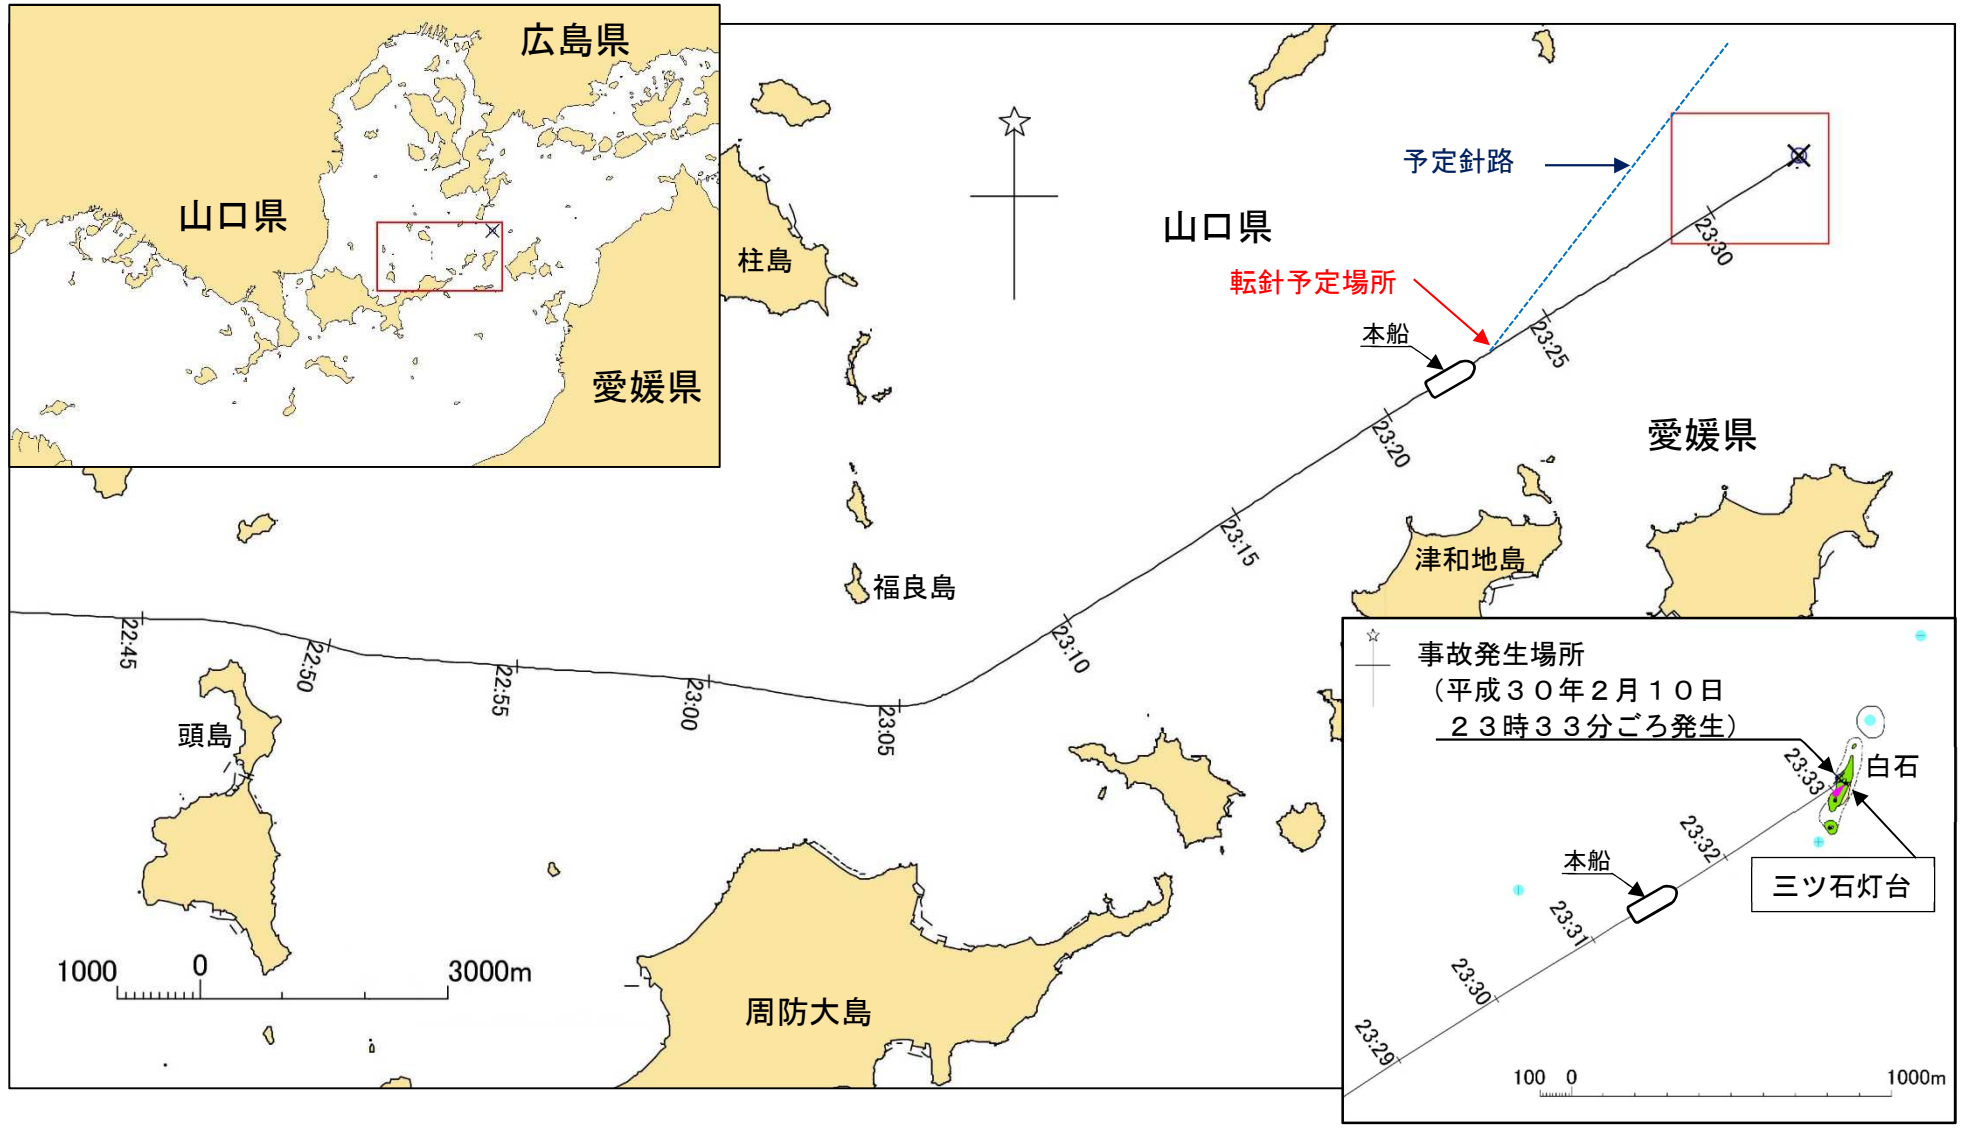 広島県
山口県
愛媛県
予定針路
山口県
柱島
転針予定場所
本船
23:30
23:25
23:20
愛媛県
23:15
津和地島
福良島
23:10
22:45
22:50
22:55
23:00
23:05
頭島
1000 0 3000m
周防大島
事故発生場所
（平成３０年２月１０日
２３時３３分ごろ発生）
白石
23:33
23:32
三ツ石灯台
本船
23:31
23:30
23:29
100 0 1000m